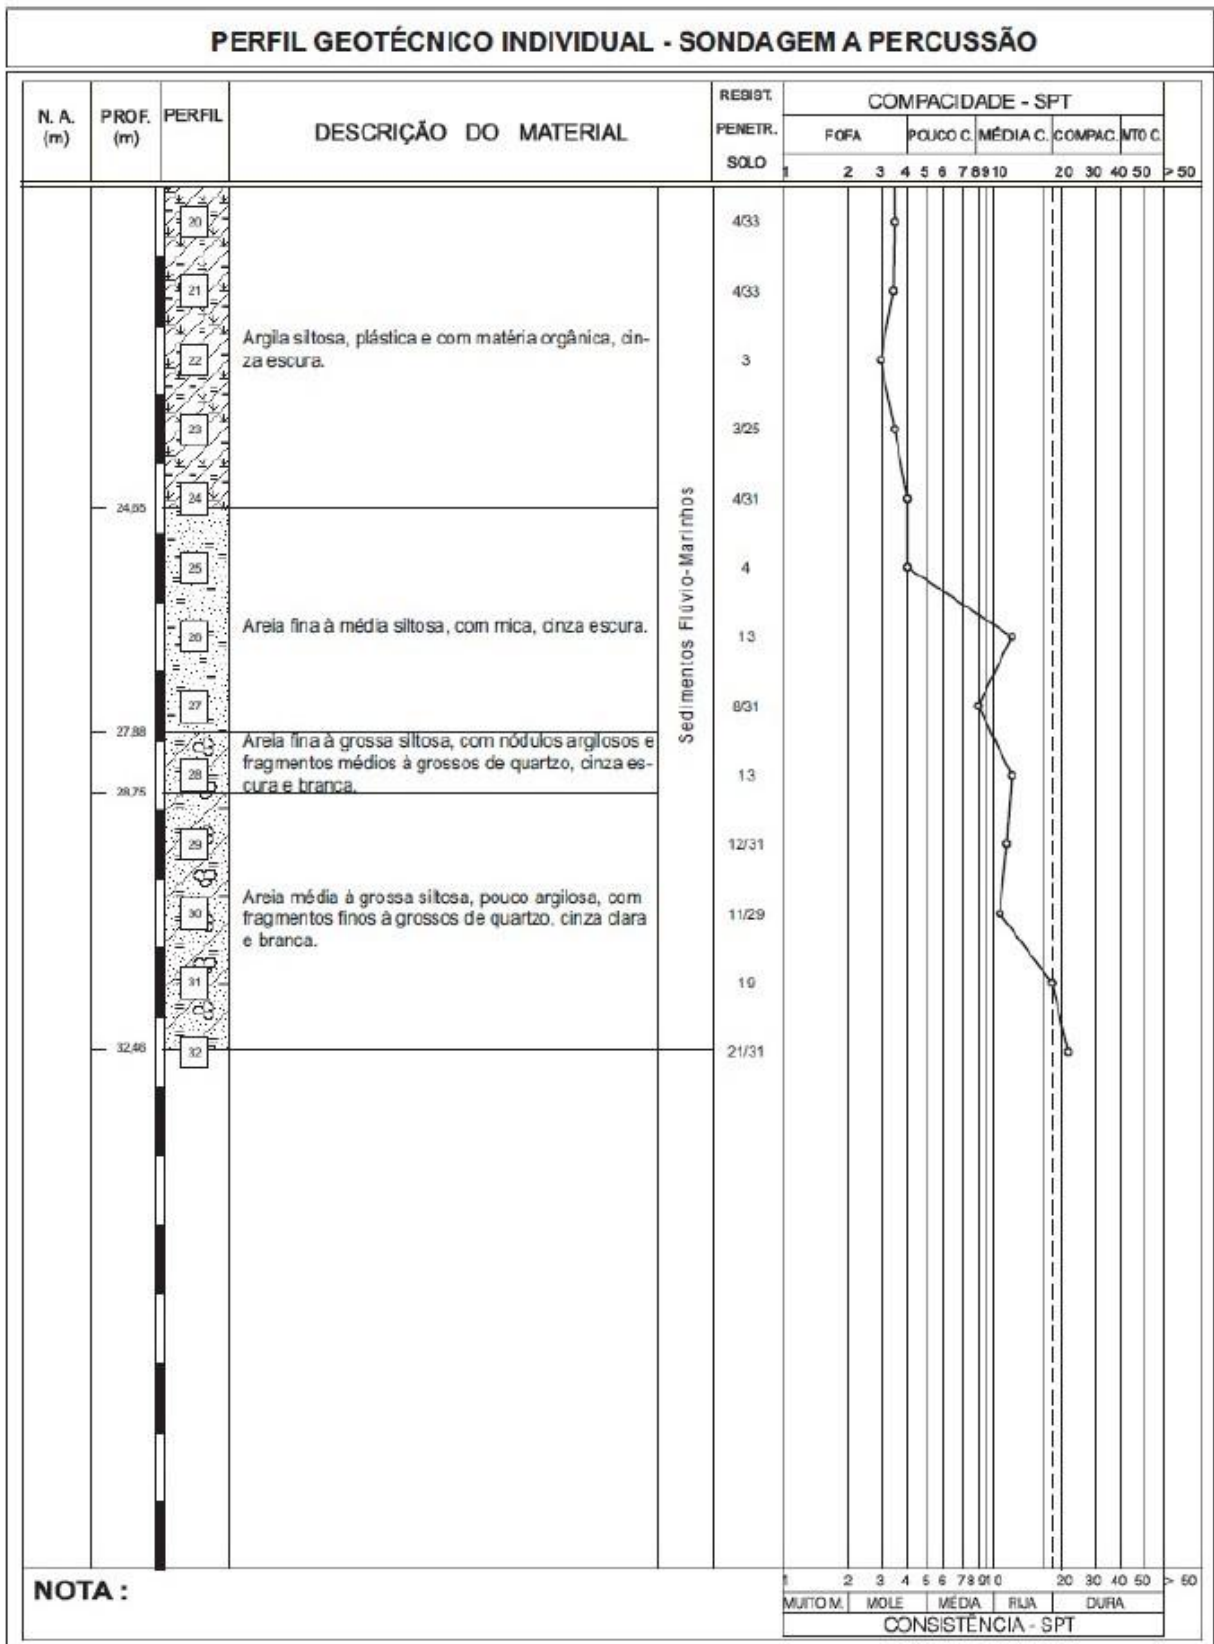 PERFIL GEOTÉCNICO INDIVIDUAL - SONDAGEM A PERCUSSÃO
N. A. (m)
PROF. (m)
PERFIL
DESCRIÇÃO DO MATERIAL
RESIST. PENETR. SOLO
COMPACIDADE - SPT
FOFA POUCO C. MÉDIA C. COMPAC. MTO C.
1 2 3 4 5 6 7 8 9 10 20 30 40 50 > 50
20 4/33
21 4/33
Argila siltosa, plástica e com matéria orgânica, cin-
za escura.
22 3
23 3/25
24 4/31
24,55
Sedimentos Flúvio-Marinhos
25 4
Areia fina à média siltosa, com mica, cinza escura.
26 13
27 8/31
27,88
Areia fina à grossa siltosa, com nódulos argilosos e
fragmentos médios à grossos de quartzo, cinza es-
cura e branca.
28 13
28,75
29 12/31
Areia média à grossa siltosa, pouco argilosa, com
fragmentos finos à grossos de quartzo, cinza clara
e branca.
30 11/29
31 19
32,46
32 21/31
NOTA :
1 2 3 4 5 6 7 8 9 10 20 30 40 50 > 50
MUITO M. MOLE MÉDIA RIJA DURA
CONSISTÊNCIA - SPT